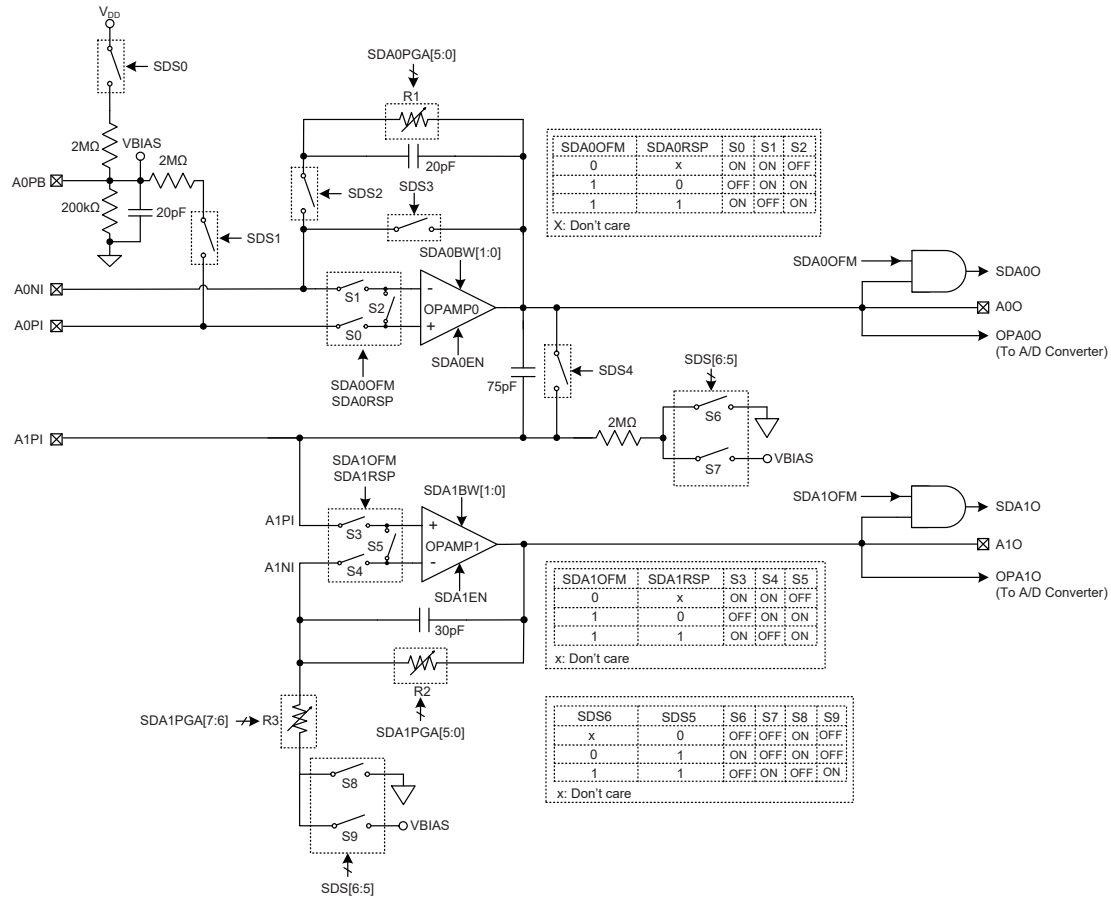 VDD
SDS0
SDA0PGA[5:0]
R1
2MΩ
VBIAS
2MΩ
20pF
A0PB
200kΩ
20pF
SDS1
SDS2
SDS3
SDA0OFM SDA0RSP S0 S1 S2
0 x ON ON OFF
1 0 OFF ON ON
1 1 ON OFF ON
X: Don't care
SDA0BW[1:0]
SDA0OFM
SDA0O
A0NI
S1
S2
-
OPAMP0
A0O
A0PI
S0
+
SDA0EN
OPA0O
(To A/D Converter)
SDA0OFM
SDA0RSP
75pF
SDS4
SDS[6:5]
S6
2MΩ
A1PI
S7
VBIAS
SDA1OFM
SDA1RSP
SDA1BW[1:0]
SDA1OFM
SDA1O
A1PI
S3
+
S5
OPAMP1
A1O
A1NI
S4
-
SDA1EN
OPA1O
(To A/D Converter)
SDA1OFM SDA1RSP S3 S4 S5
0 x ON ON OFF
1 0 OFF ON ON
1 1 ON OFF ON
x: Don't care
30pF
R2
SDA1PGA[5:0]
SDA1PGA[7:6]
R3
SDS6 SDS5 S6 S7 S8 S9
x 0 OFF OFF ON OFF
0 1 ON OFF ON OFF
1 1 OFF ON OFF ON
x: Don't care
S8
S9
VBIAS
SDS[6:5]